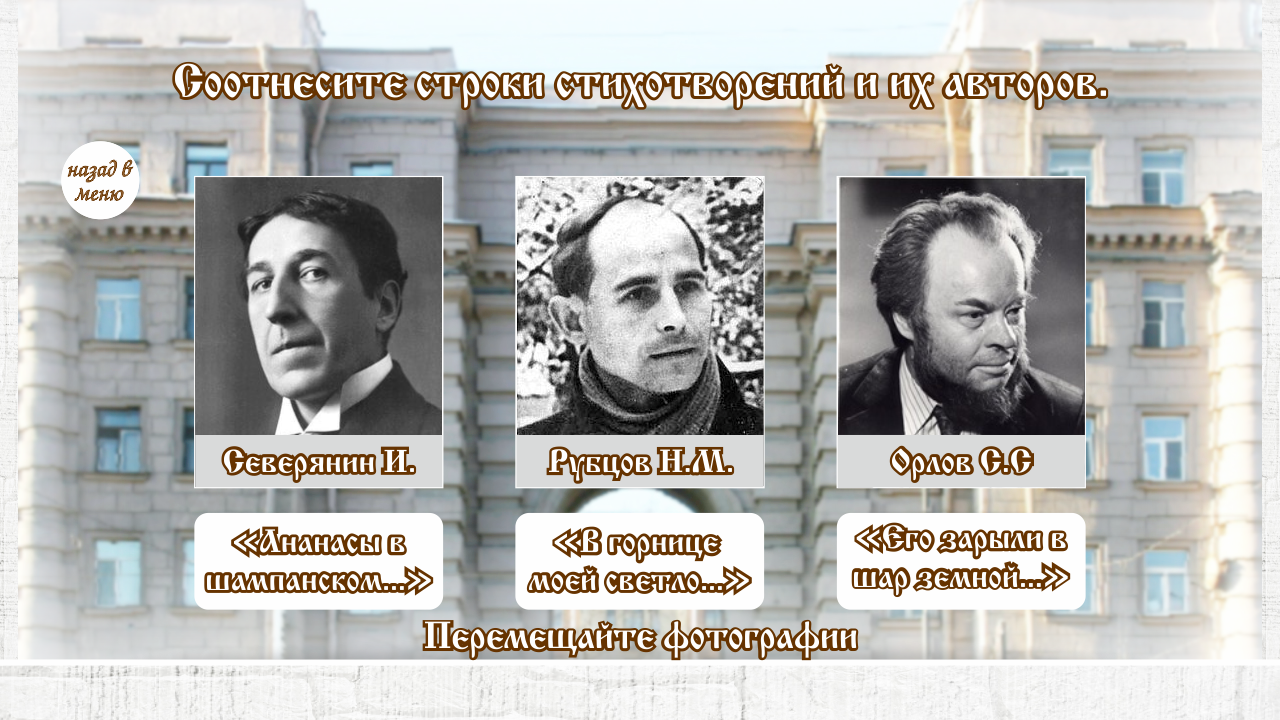 Соотнесите строки стихотворений и их авторов.
назад в
меню
Северянин И.
Рубцов Н.М.
Орлов С.С
«Ананасы в
шампанском...»
«В горнице
моей светло...»
«Его зарыли в
шар земной...»
Перемещайте фотографии